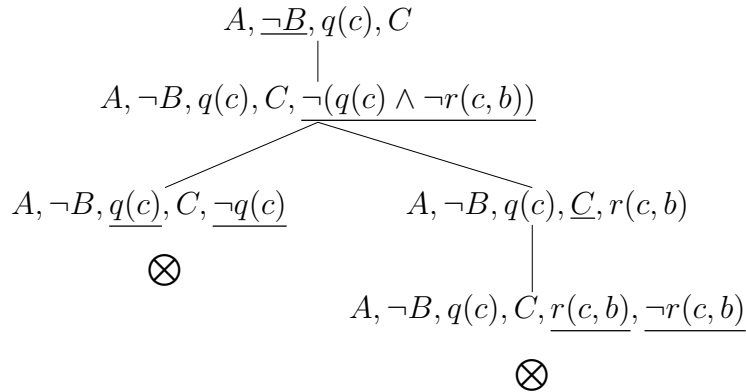 A, ¬B, q(c), C
A, ¬B, q(c), C, ¬(q(c) ∧ ¬r(c, b))
A, ¬B, q(c), C, ¬q(c)
A, ¬B, q(c), C, r(c, b)
⊗
A, ¬B, q(c), C, r(c, b), ¬r(c, b)
⊗